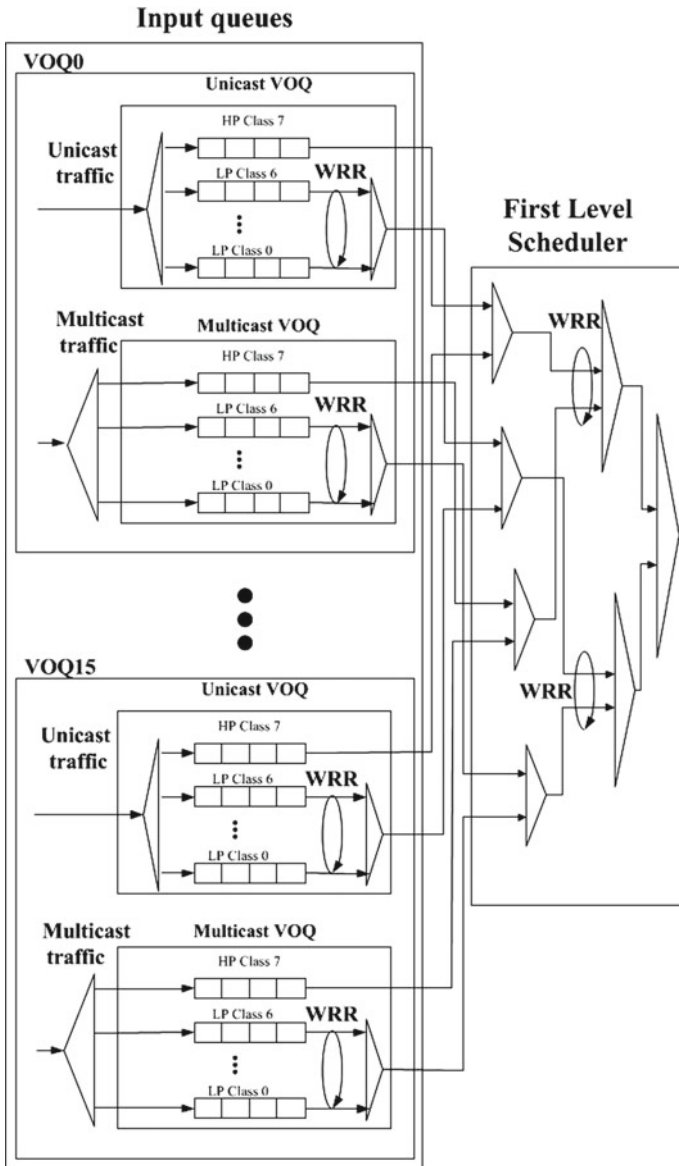 Input queues
VOQ0
Unicast VOQ
HP Class 7
Unicast
traffic
LP Class 6
WRR
LP Class 0
Multicast
traffic
Multicast VOQ
HP Class 7
LP Class 6
WRR
LP Class 0
VOQ15
Unicast VOQ
HP Class 7
Unicast
traffic
LP Class 6
WRR
LP Class 0
Multicast
traffic
Multicast VOQ
HP Class 7
LP Class 6
WRR
LP Class 0
First Level
Scheduler
WRR
WRR